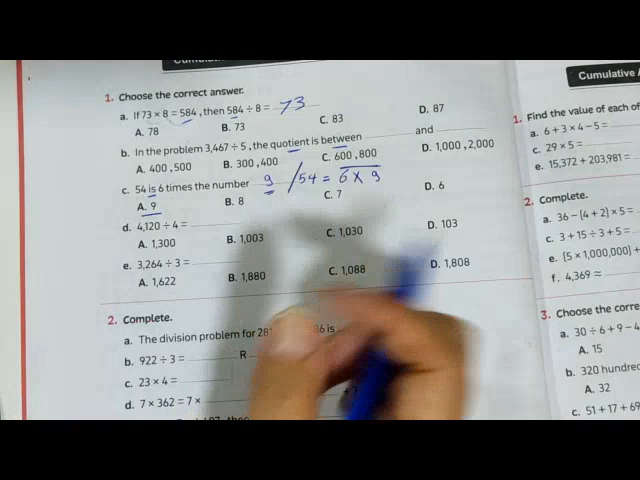 Cumulative A
1. Choose the correct answer.
a. If 73 × 8 = 584 , then 584 ÷ 8 = 73
A. 78 B. 73 C. 83 D. 87
b. In the problem 3,467 ÷ 5 , the quotient is between and
A. 400 , 500 B. 300 , 400 C. 600 , 800 D. 1,000 , 2,000
c. 54 is 6 times the number 9 / 54 = 6 × 9
A. 9 B. 8 C. 7 D. 6
d. 4,120 ÷ 4 =
A. 1,300 B. 1,003 C. 1,030 D. 103
e. 3,264 ÷ 3 =
A. 1,622 B. 1,880 C. 1,088 D. 1,808
2. Complete.
a. The division problem for is
b. 922 ÷ 3 = R
c. 23 × 4 =
d. 7 × 362 = 7 ×
1. Find the value of each of
a. 6 + 3 × 4 – 5 =
c. 29 × 5 =
e. 15,372 + 203,981 =
2. Complete.
a. 36 – (4 + 2) × 5 =
c. 3 + 15 ÷ 3 + 5 =
e. (5 × 1,000,000) +
f. 4,369 ≈
3. Choose the corre
a. 30 ÷ 6 + 9 – 4
A. 15
b. 320 hundred
A. 32
c. 51 + 17 + 69